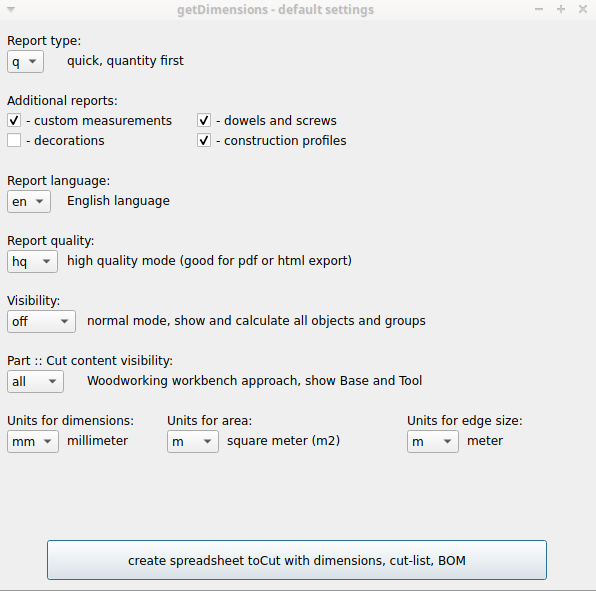 getDimensions - default settings
Report type:
q quick, quantity first
Additional reports:
- custom measurements - dowels and screws
- decorations - construction profiles
Report language:
en English language
Report quality:
hq high quality mode (good for pdf or html export)
Visibility:
off normal mode, show and calculate all objects and groups
Part :: Cut content visibility:
all Woodworking workbench approach, show Base and Tool
Units for dimensions: Units for area: Units for edge size:
mm millimeter m square meter (m2) m meter
create spreadsheet toCut with dimensions, cut-list, BOM